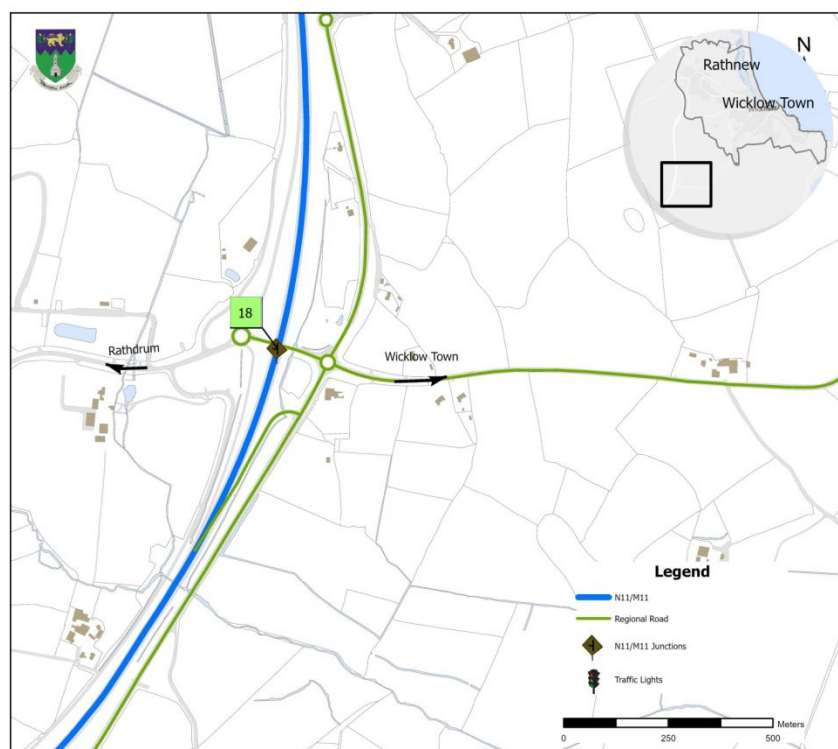 N
Rathnew
Wicklow Town
18
Rathdrum
Wicklow Town
Legend
N11/M11
Regional Road
N11/M11 Junctions
Traffic Lights
0 250 500 Meters